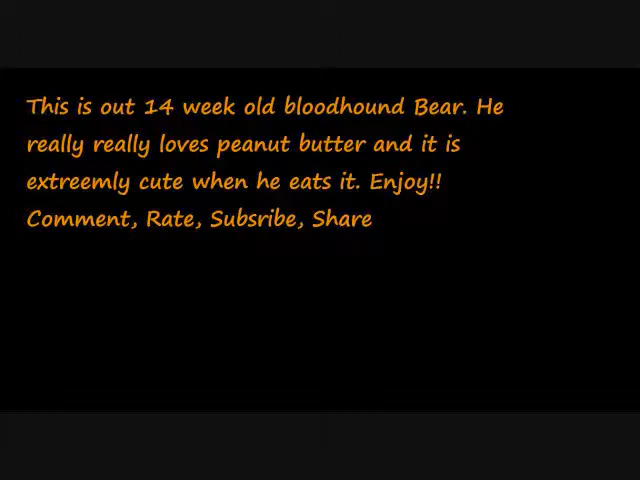 This is out 14 week old bloodhound Bear. He
really really loves peanut butter and it is
extreemly cute when he eats it. Enjoy!!
Comment, Rate, Subsribe, Share